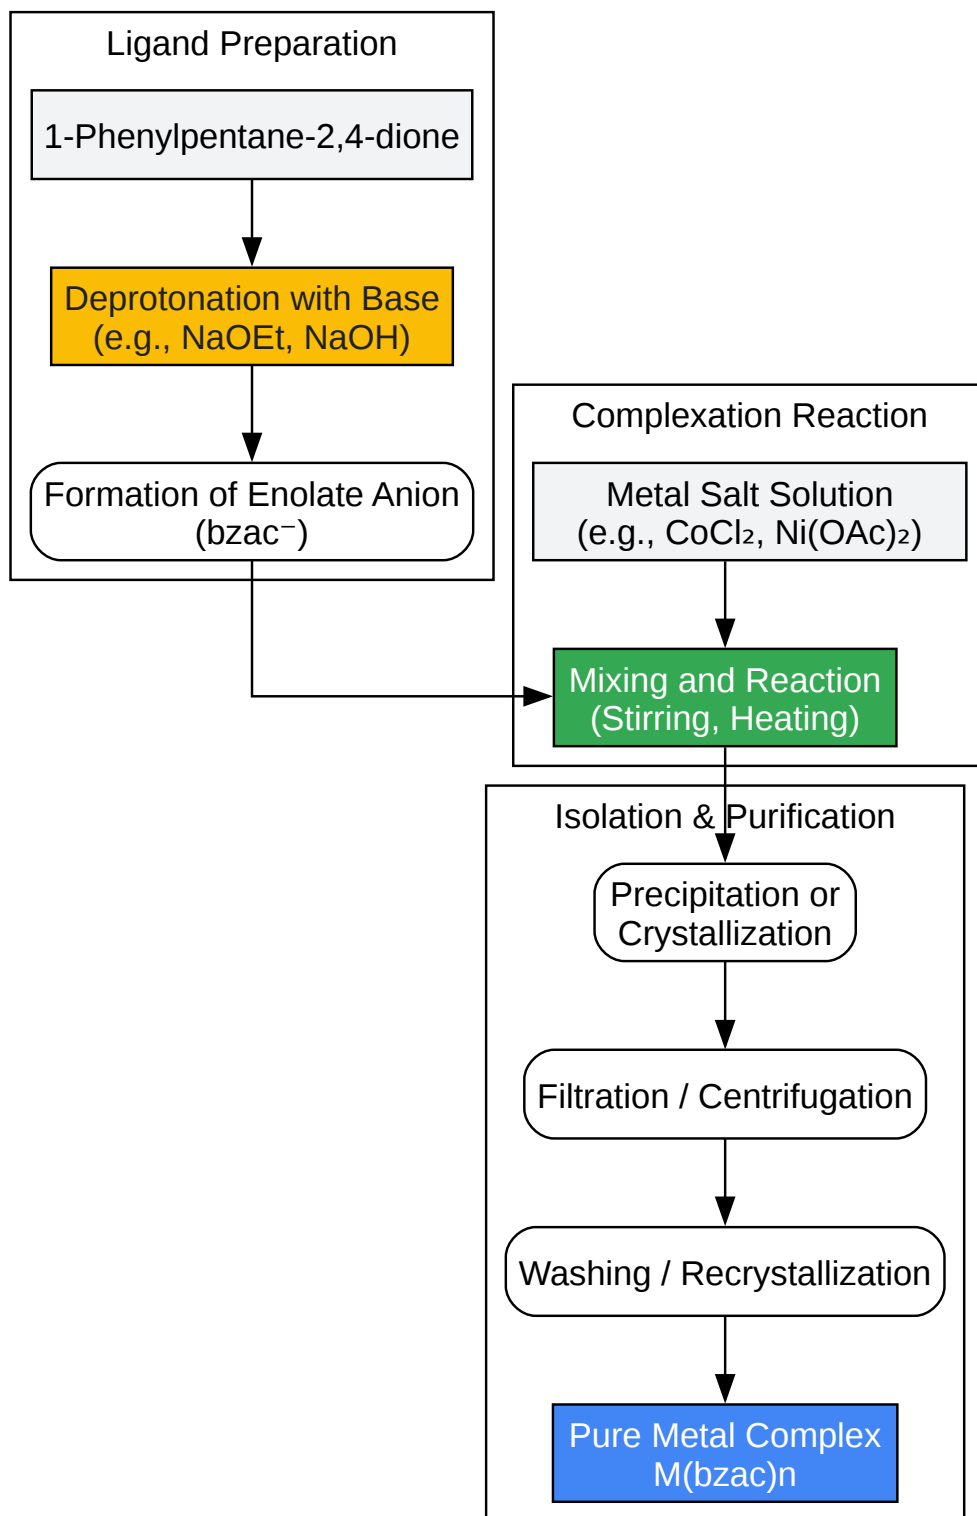 Ligand Preparation
1-Phenylpentane-2,4-dione
Deprotonation with Base
(e.g., NaOEt, NaOH)
Formation of Enolate Anion
(bzac⁻)
Complexation Reaction
Metal Salt Solution
(e.g., CoCl₂, Ni(OAc)₂)
Mixing and Reaction
(Stirring, Heating)
Isolation & Purification
Precipitation or
Crystallization
Filtration / Centrifugation
Washing / Recrystallization
Pure Metal Complex
M(bzac)n